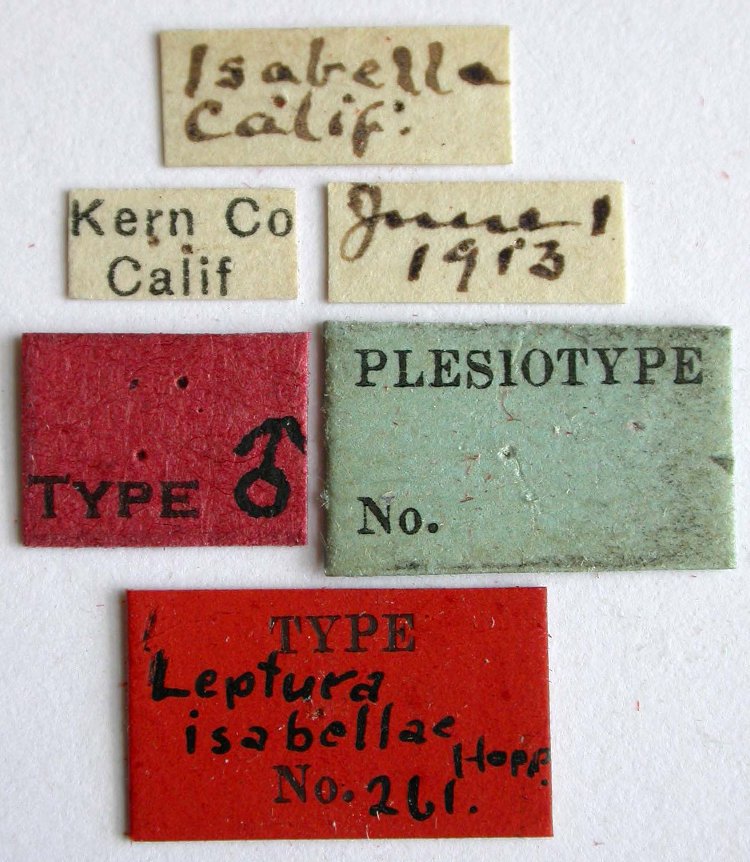 Isabella
Calif.
Kern Co
Calif
June 1
1913
TYPE ♂
PLESIOTYPE
No.
TYPE
Leptura
isabellae
Hopp.
No. 261.